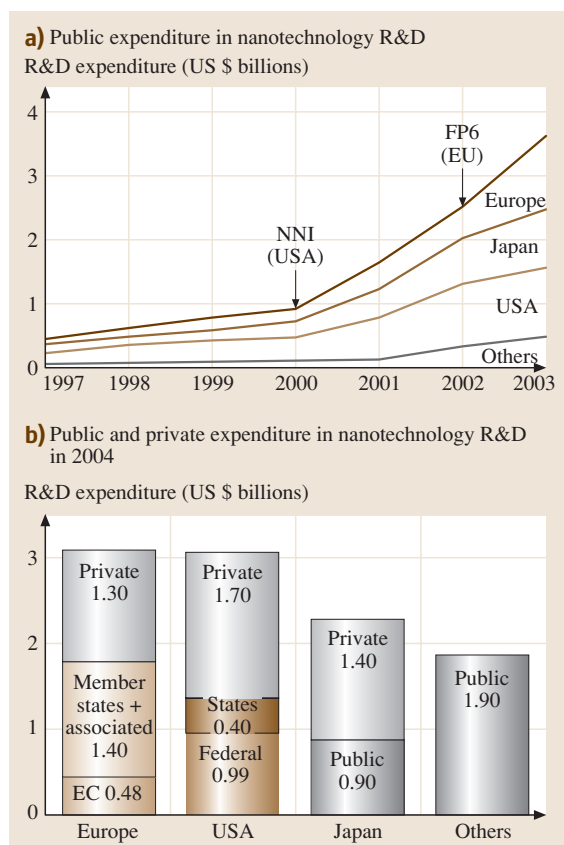 a) Public expenditure in nanotechnology R&D
R&D expenditure (US $ billions)
4
3
2
1
0
FP6
(EU)
NNI
(USA)
Europe
Japan
USA
Others
1997 1998 1999 2000 2001 2002 2003
b) Public and private expenditure in nanotechnology R&D
in 2004
R&D expenditure (US $ billions)
3
2
1
0
Private
1.30
Member
states +
associated
1.40
EC 0.48
Private
1.70
States
0.40
Federal
0.99
Private
1.40
Public
0.90
Public
1.90
Europe USA Japan Others